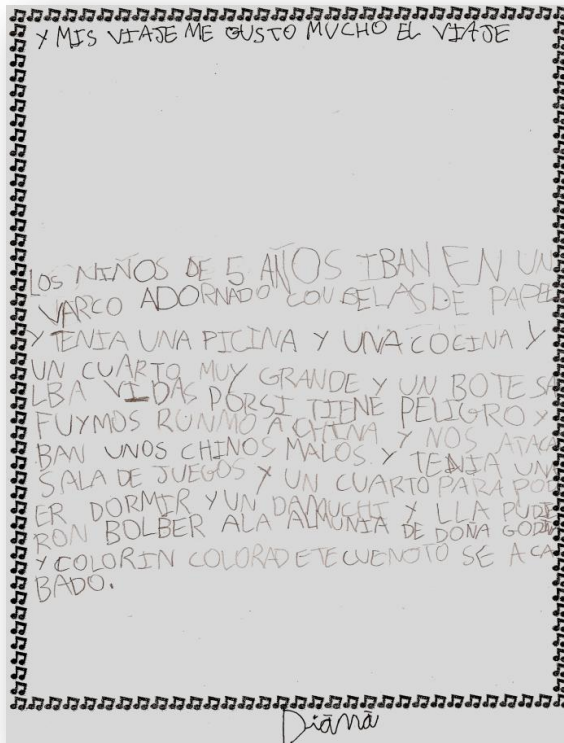 Y MIS VIAJE ME GUSTO MUCHO EL VIAJE
LOS NIÑOS DE 5 AÑOS IBAN EN UN
VARCO ADORNADO CON BELAS DE PAPEL
Y TENIA UNA PICINA Y UNA COCINA Y
UN CUARTO MUY GRANDE Y UN BOTE SA
LBA VIDAS PORSI TIENE PELIGRO Y
FUYMOS RUNMO A CHINA Y NOS ATACA
BAN UNOS CHINOS MALOS Y TENIA UNA
SALA DE JUEGOS Y UN CUARTO PARA POD
ER DORMIR Y UN Y LLA PUDIE
RON BOLBER ALA ALMUNIA DE DOÑA GODINA
Y COLORIN COLORAD ETE CUENOTO SE A CA
BADO.
Diana